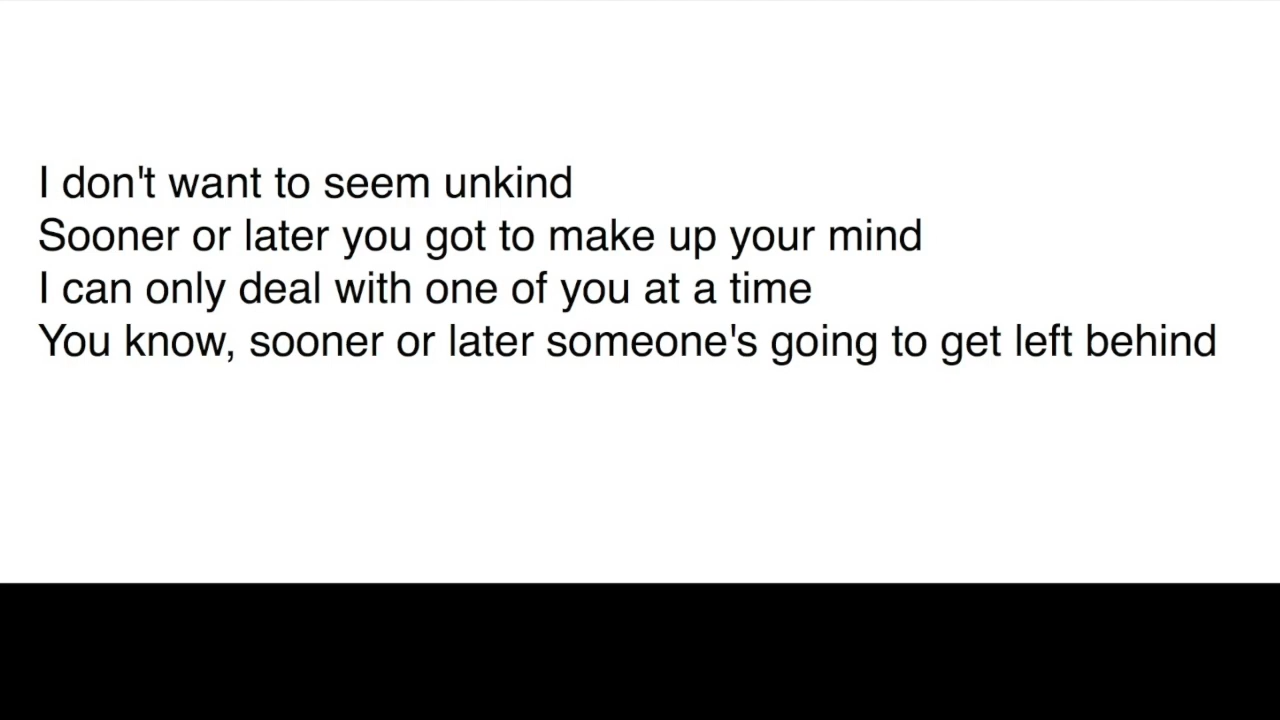 I don't want to seem unkind
Sooner or later you got to make up your mind
I can only deal with one of you at a time
You know, sooner or later someone's going to get left behind